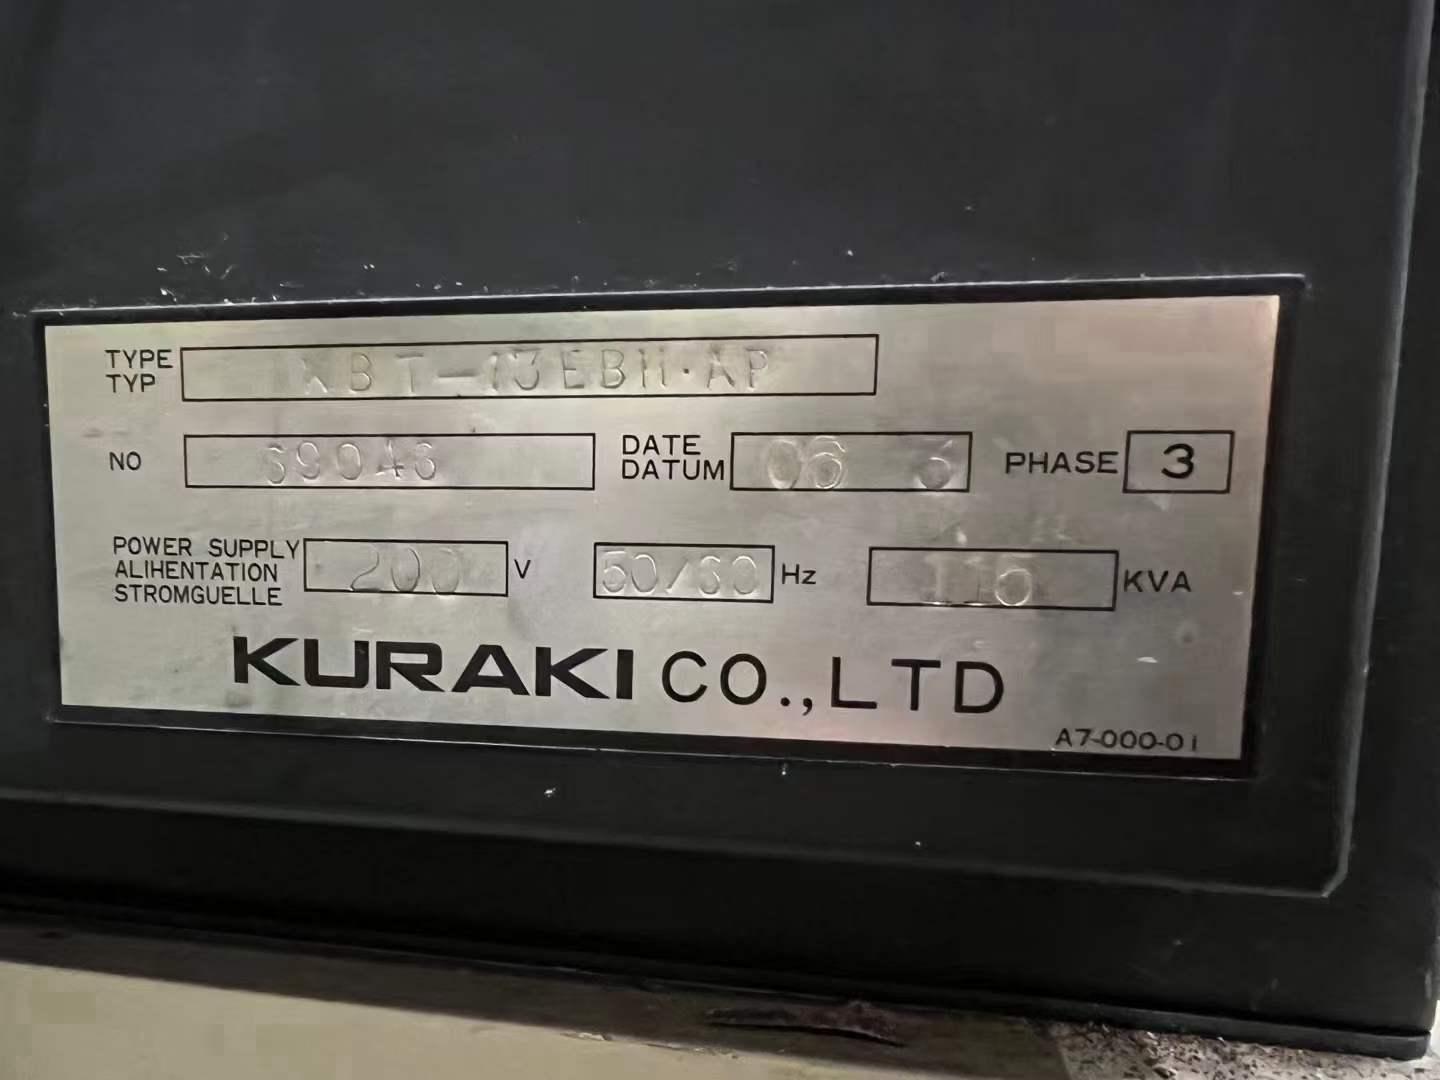 TYPE
TYP KBT-13EBII·AP
NO 69046 DATE
DATUM 06 3 PHASE 3
POWER SUPPLY
ALIHENTATION
STROMGUELLE 200 V 50/60 Hz 115 KVA
KURAKI CO.,LTD
A7-000-01